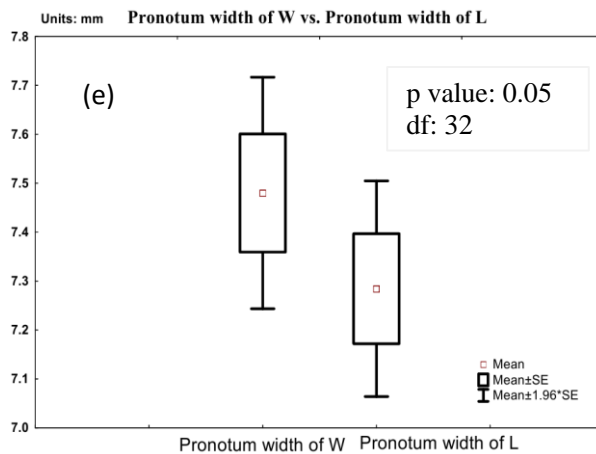 Units: mm Pronotum width of W vs. Pronotum width of L
7.8
7.7
7.6
7.5
7.4
7.3
7.2
7.1
7.0
(e)
p value: 0.05
df: 32
Mean
Mean±SE
Mean±1.96*SE
Pronotum width of W
Pronotum width of L